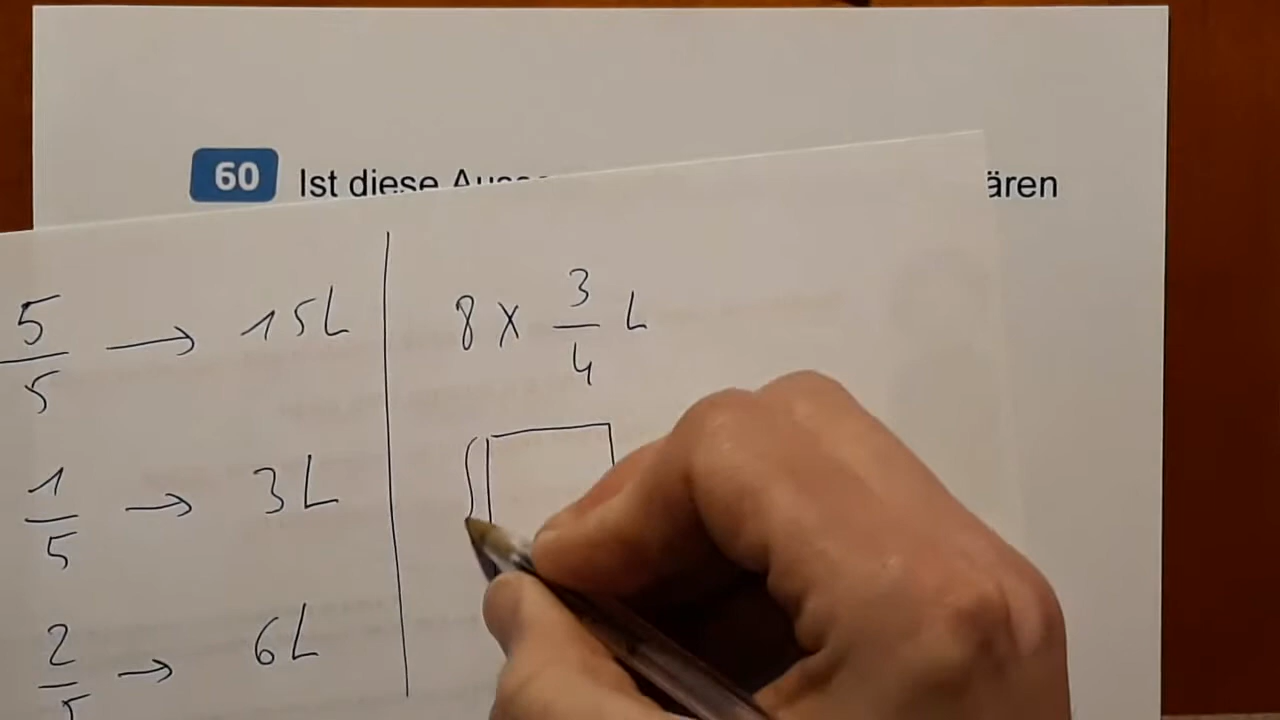 60 Ist diese ären
5/5 → 15L
1/5 → 3L
2/5 → 6L
8 x 3/4 L